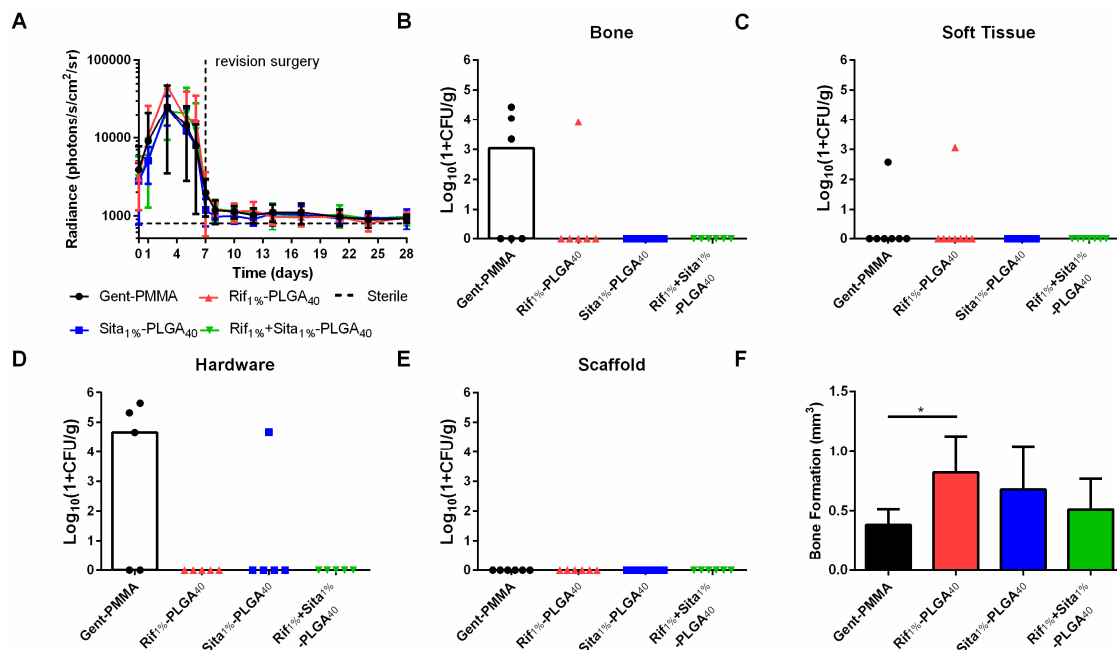 A
Radiance (photons/s/cm²/sr)
100000
10000
1000
revision surgery
0 1 4 7 10 13 16 19 22 25 28
Time (days)
Gent-PMMA
Rif1%-PLGA40
Sterile
Sita1%-PLGA40
Rif1%+Sita1%-PLGA40
B
Bone
Log10(1+CFU/g)
6
5
4
3
2
1
0
Gent-PMMA
Rif1%-PLGA40
Sita1%-PLGA40
Rif1%+Sita1%
-PLGA40
C
Soft Tissue
Log10(1+CFU/g)
6
5
4
3
2
1
0
Gent-PMMA
Rif1%-PLGA40
Sita1%-PLGA40
Rif1%+Sita1%
-PLGA40
D
Hardware
Log10(1+CFU/g)
6
5
4
3
2
1
0
Gent-PMMA
Rif1%-PLGA40
Sita1%-PLGA40
Rif1%+Sita1%
-PLGA40
E
Scaffold
Log10(1+CFU/g)
6
5
4
3
2
1
0
Gent-PMMA
Rif1%-PLGA40
Sita1%-PLGA40
Rif1%+Sita1%
-PLGA40
F
Bone Formation (mm³)
1.5
1.0
0.5
0.0
*
Gent-PMMA
Rif1%-PLGA40
Sita1%-PLGA40
Rif1%+Sita1%
-PLGA40